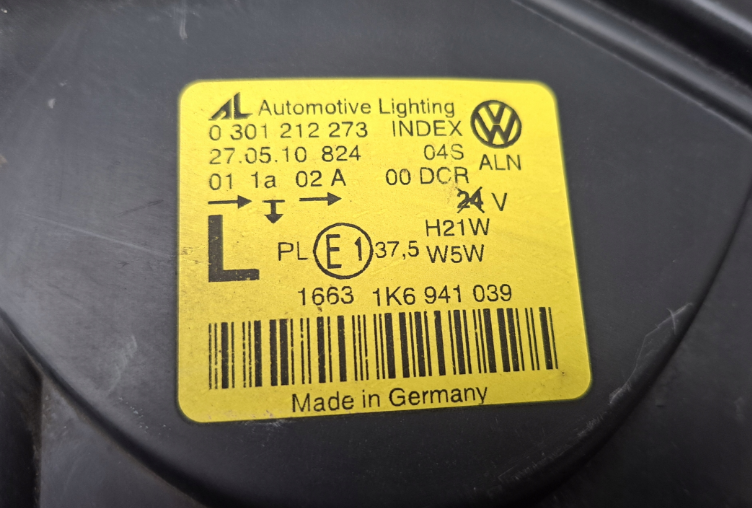 AL Automotive Lighting
0 301 212 273 INDEX
27.05.10 824 04S ALN
01 1a 02 A 00 DCR
24 V
L
H21W
PL E1 37,5 W5W
1663 1K6 941 039
Made in Germany